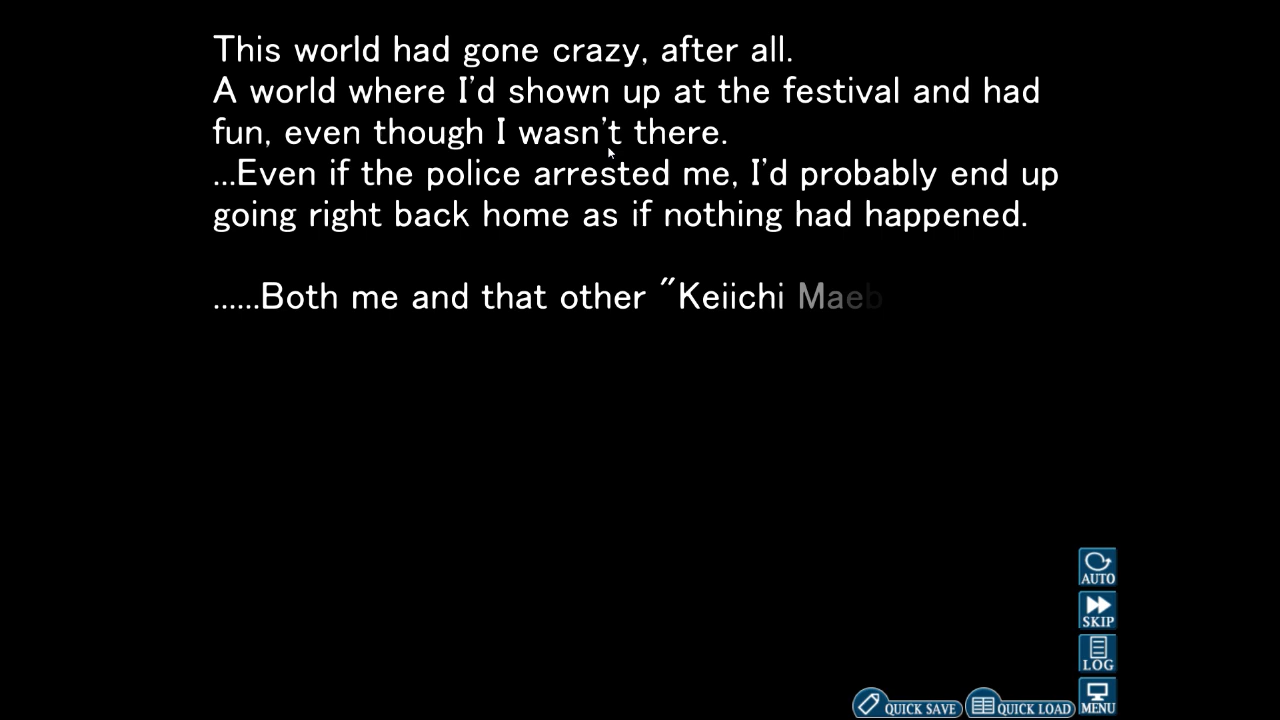 This world had gone crazy, after all.
A world where I'd shown up at the festival and had
fun, even though I wasn't there.
...Even if the police arrested me, I'd probably end up
going right back home as if nothing had happened.
......Both me and that other "Keiichi Maeb
AUTO
SKIP
LOG
MENU
QUICK SAVE
QUICK LOAD